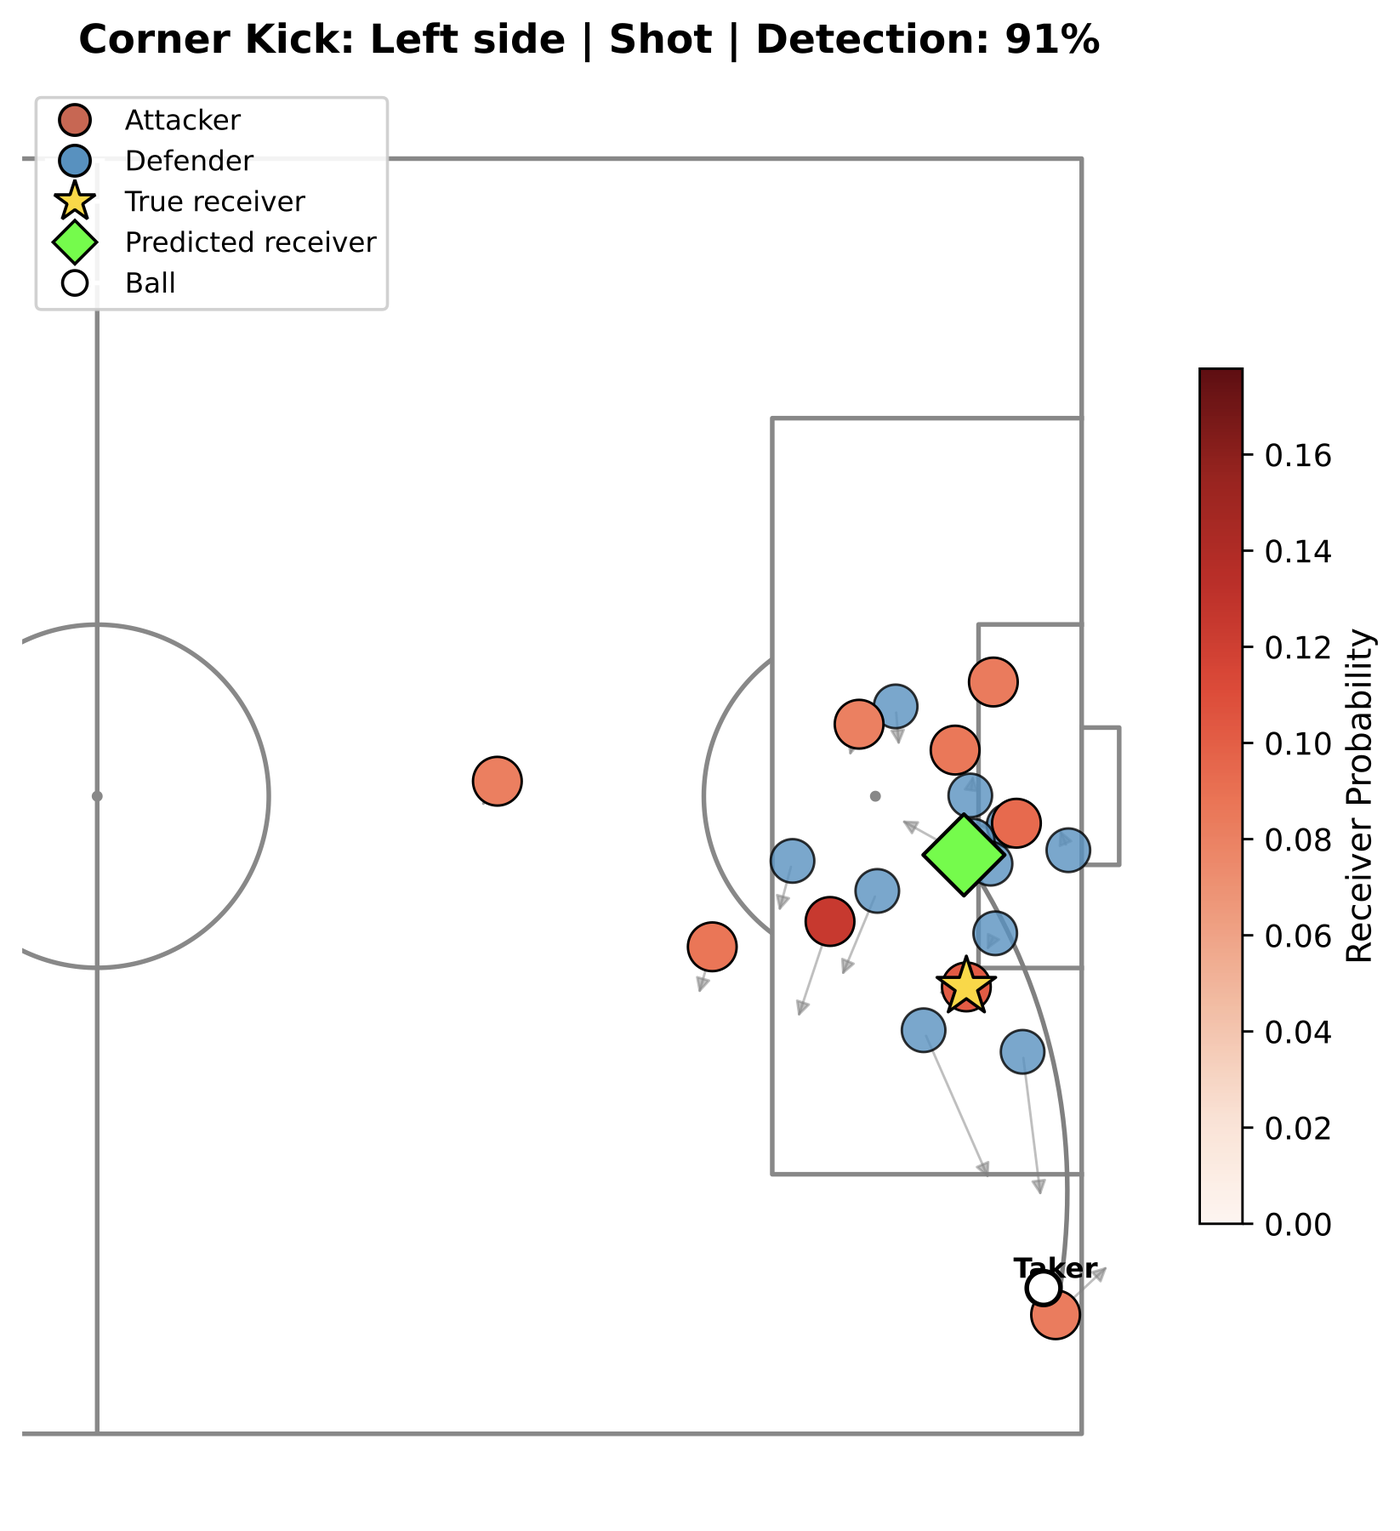 Corner Kick: Left side | Shot | Detection: 91%
Attacker
Defender
True receiver
Predicted receiver
Ball
Taker
0.16
0.14
0.12
0.10
0.08
0.06
0.04
0.02
0.00
Receiver Probability